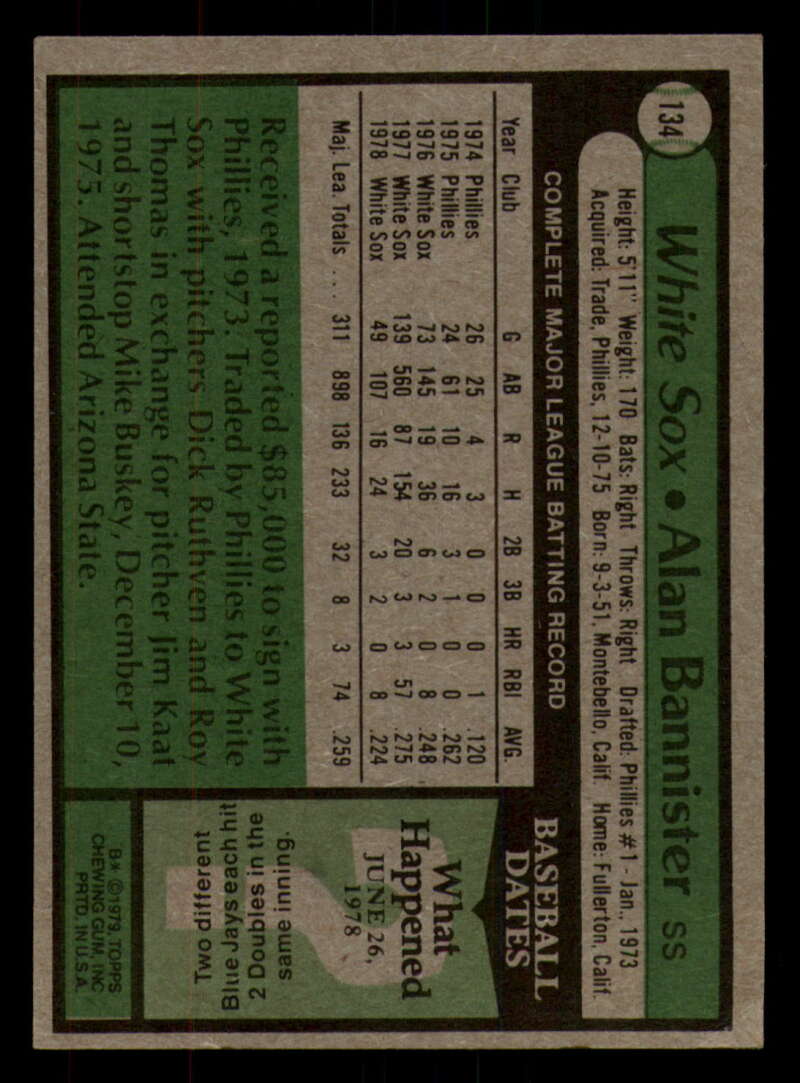 134
White Sox • Alan Bannister SS
Height: 5'11" Weight: 170 Bats: Right Throws: Right Drafted: Phillies #1 - Jan., 1973
Acquired: Trade, Phillies, 12-10-75 Born: 9-3-51, Montebello, Calif. Home: Fullerton, Calif.
COMPLETE MAJOR LEAGUE BATTING RECORD
Year Club G AB R H 2B 3B HR RBI AVG.
1974 Phillies 26 25 4 3 0 0 0 1 .120
1975 Phillies 24 61 10 16 3 1 0 0 .262
1976 White Sox 73 145 19 36 6 2 0 8 .248
1977 White Sox 139 560 87 154 20 3 3 57 .275
1978 White Sox 49 107 16 24 3 2 0 8 .224
Maj. Lea. Totals ... 311 898 136 233 32 8 3 74 .259
Received a reported $85,000 to sign with
Phillies, 1973. Traded by Phillies to White
Sox with pitchers Dick Ruthven and Roy
Thomas in exchange for pitcher Jim Kaat
and shortstop Mike Buskey, December 10,
1975. Attended Arizona State.
BASEBALL
DATES
What
Happened
JUNE 26,
1978
Two different
Blue Jays each hit
2 Doubles in the
same inning.
B* ©1979, TOPPS
CHEWING GUM, INC
PRTD. IN U.S.A.